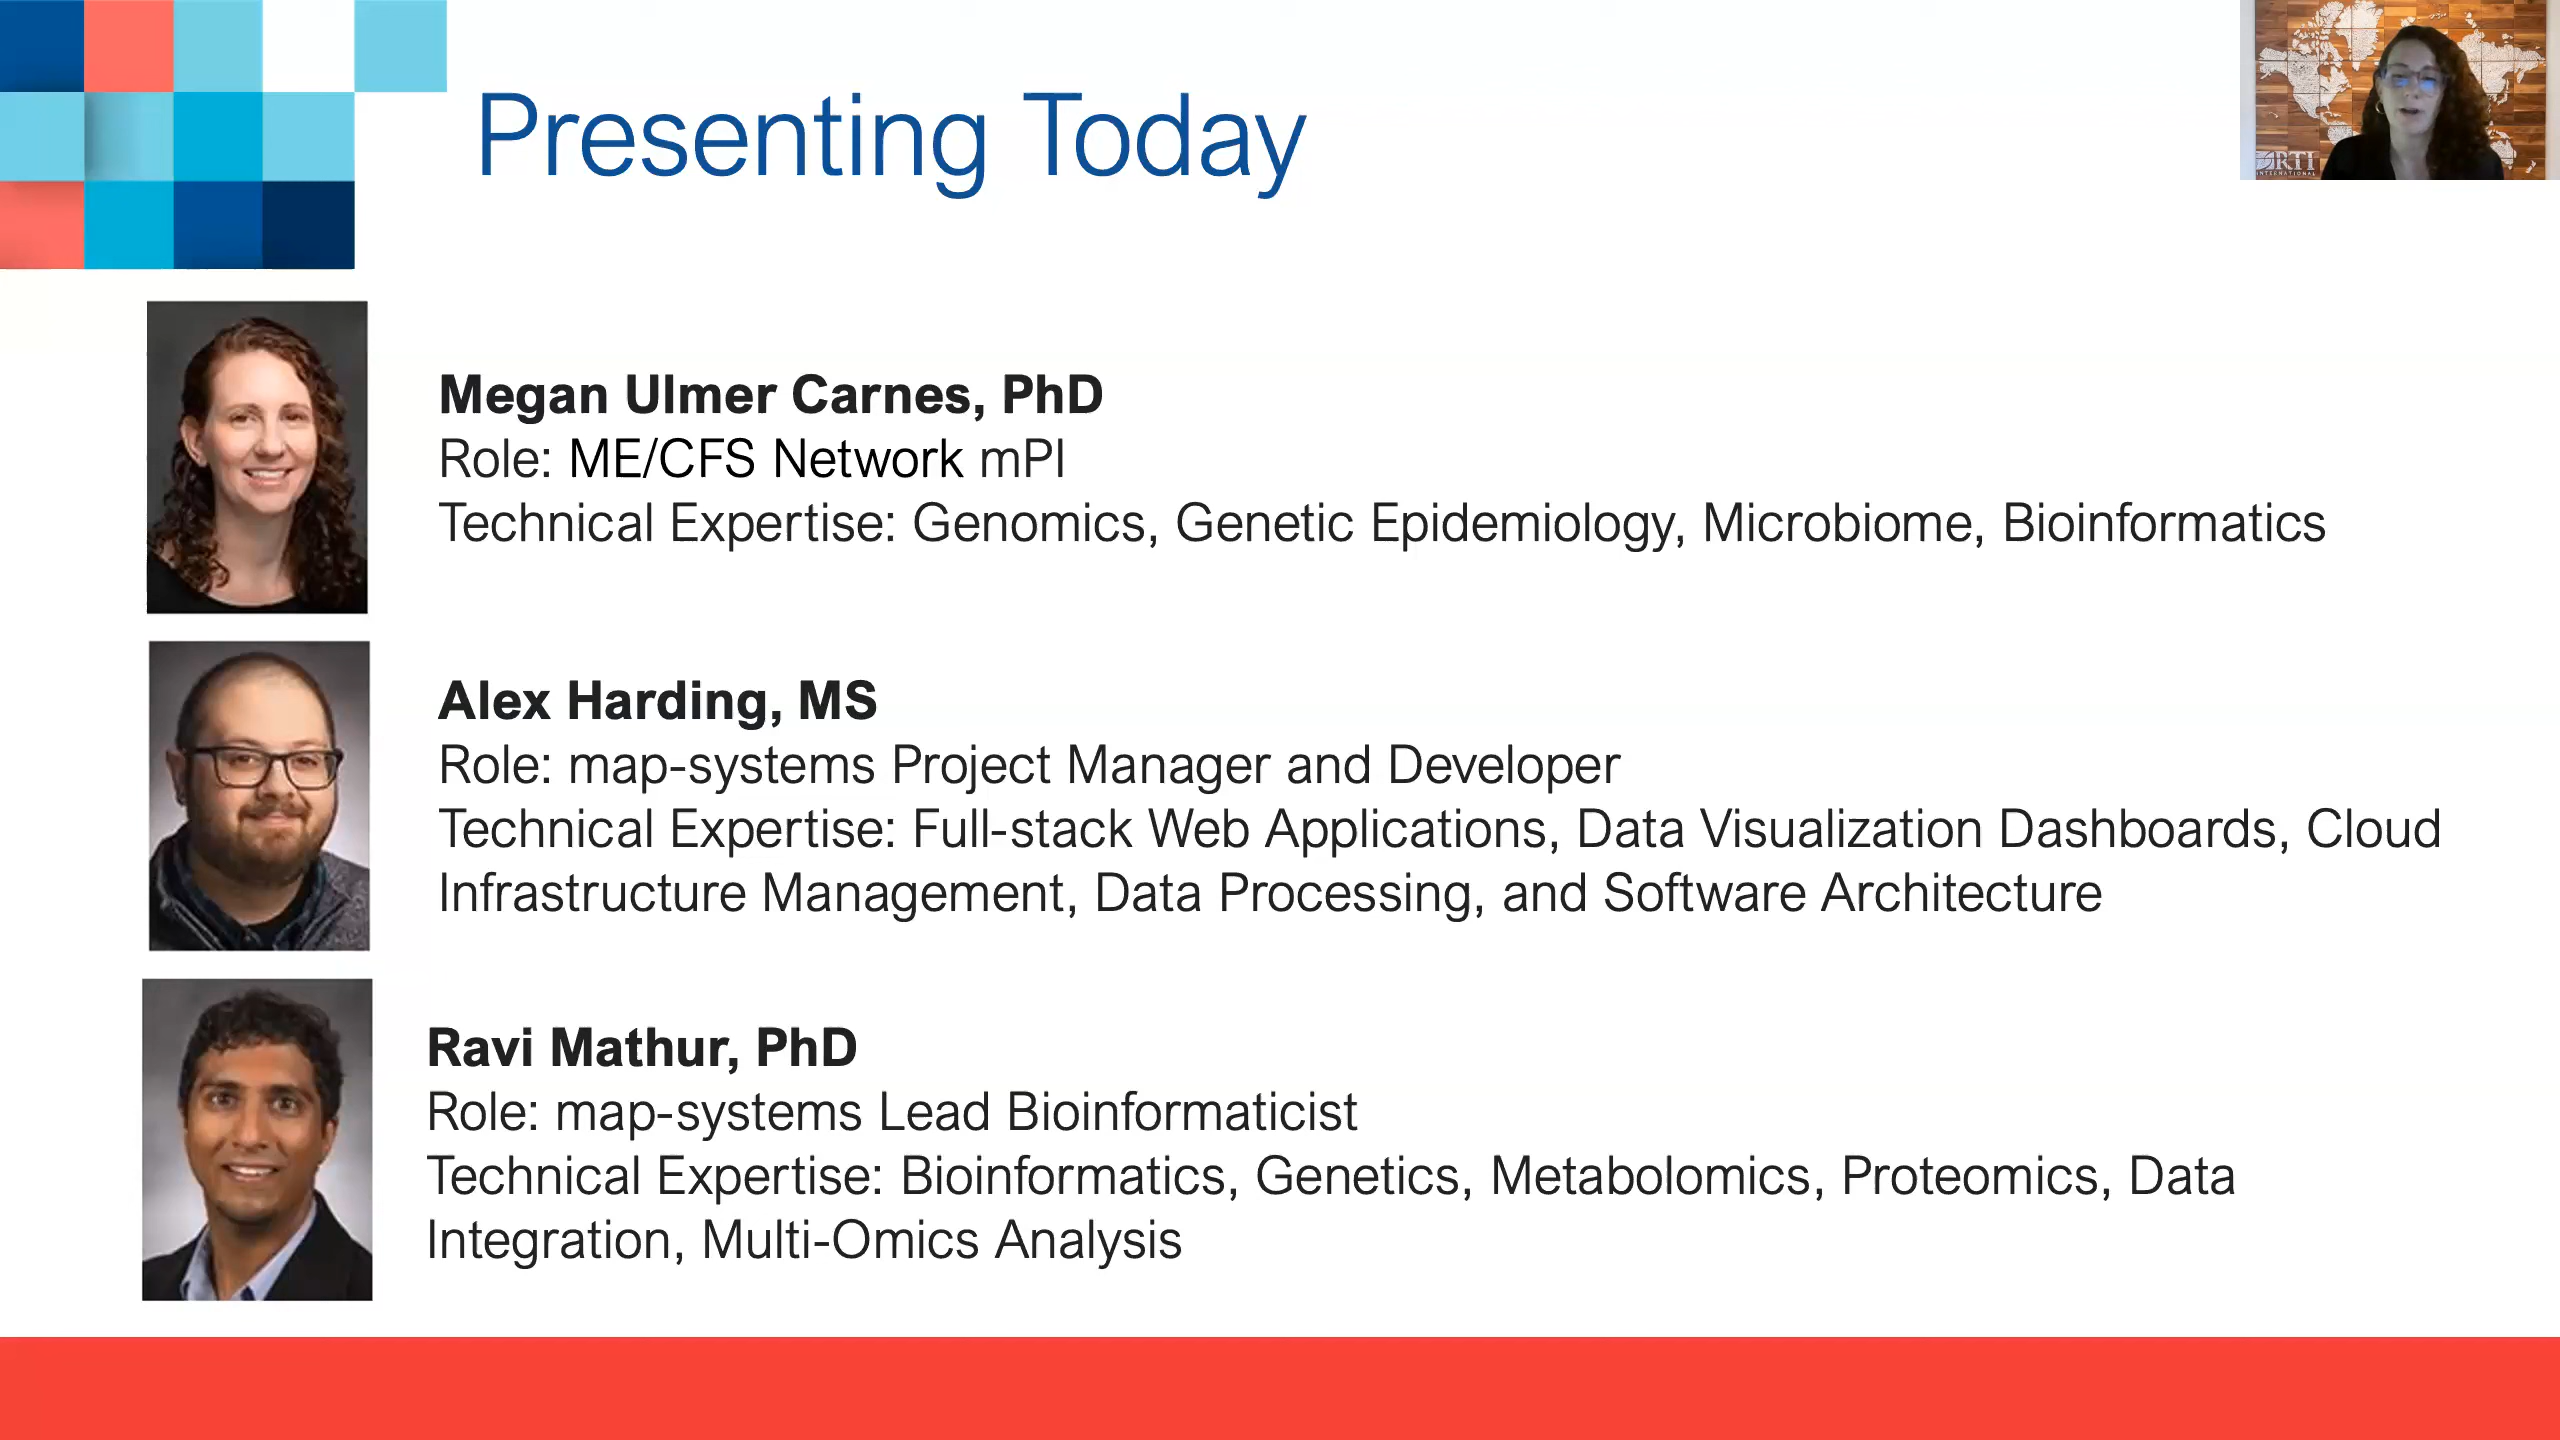 Presenting Today
RTI
INTERNATIONAL
Megan Ulmer Carnes, PhD
Role: ME/CFS Network mPI
Technical Expertise: Genomics, Genetic Epidemiology, Microbiome, Bioinformatics
Alex Harding, MS
Role: map-systems Project Manager and Developer
Technical Expertise: Full-stack Web Applications, Data Visualization Dashboards, Cloud
Infrastructure Management, Data Processing, and Software Architecture
Ravi Mathur, PhD
Role: map-systems Lead Bioinformaticist
Technical Expertise: Bioinformatics, Genetics, Metabolomics, Proteomics, Data
Integration, Multi-Omics Analysis